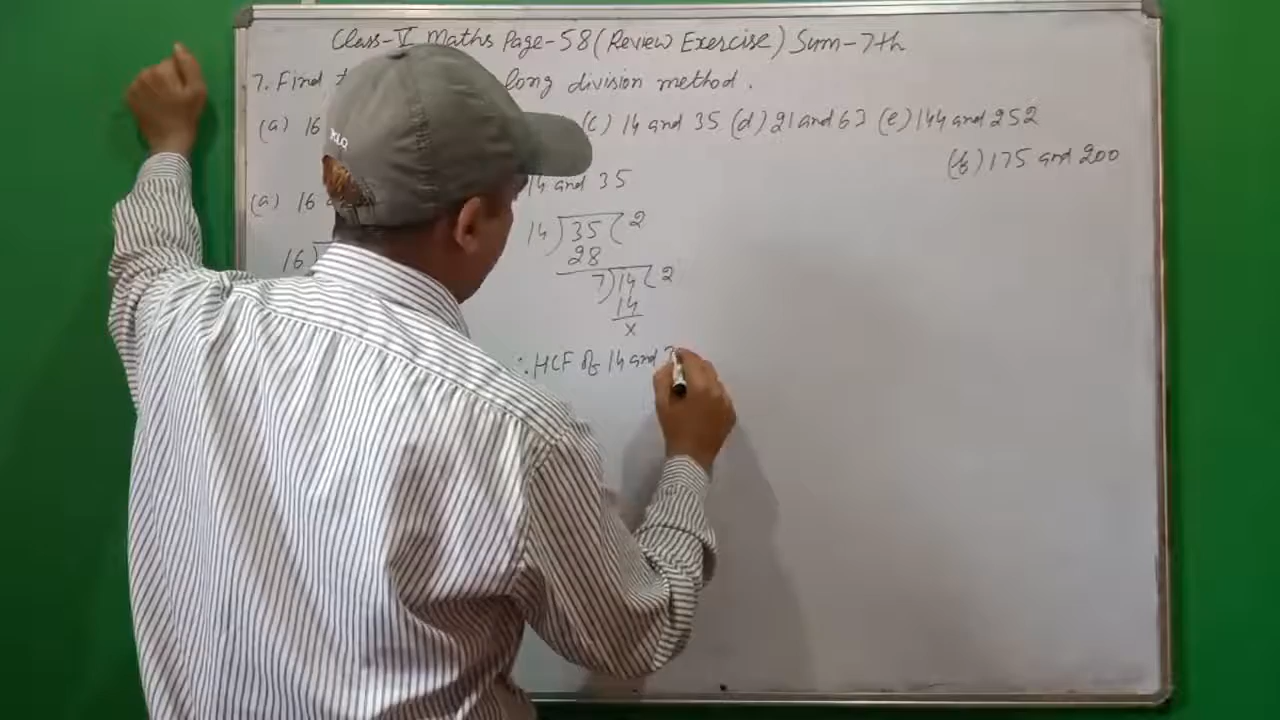 Class-V Maths Page-58 (Review Exercise) Sum-7th
7. Find long division method.
(a) 16 (c) 14 and 35 (d) 21 and 63 (e) 144 and 252
(f) 175 and 200
(a) 16
16)
14 and 35
14)35(2
28
7)14(2
14
x
∴ HCF of 14 and